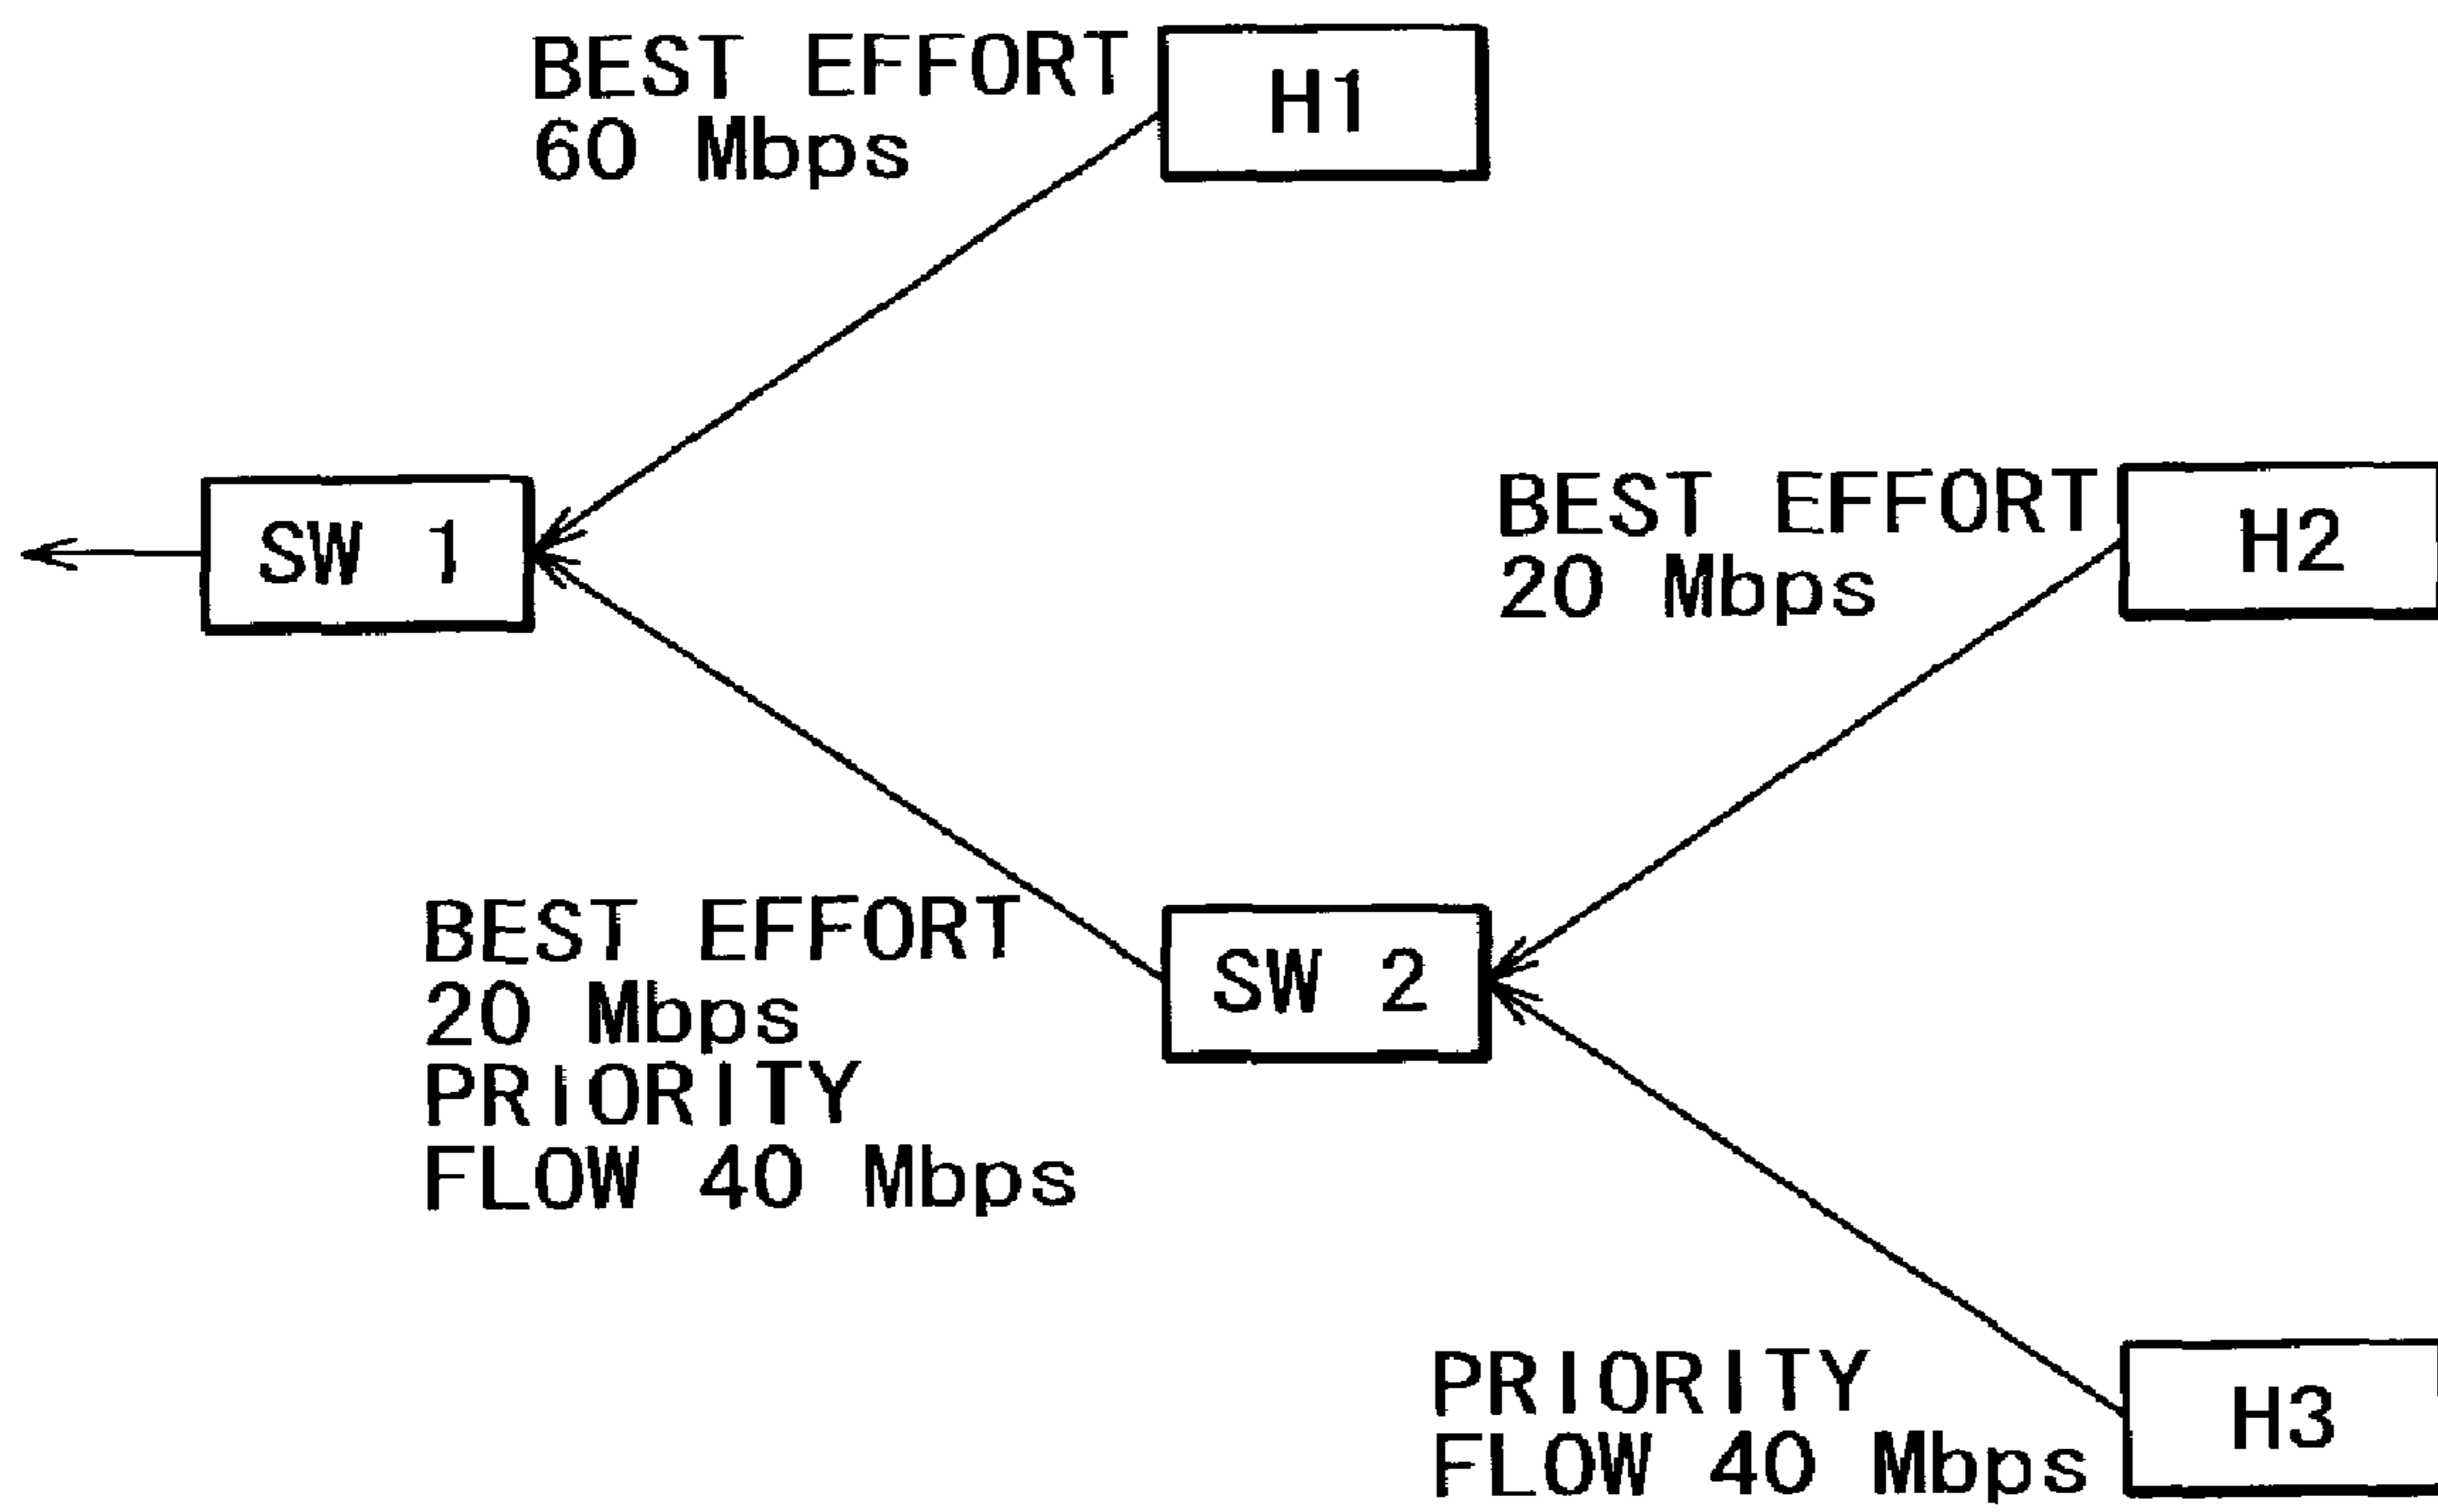 BEST EFFORT
60 Mbps
H1
SW 1
BEST EFFORT
20 Mbps
H2
BEST EFFORT
20 Mbps
PRIORITY
FLOW 40 Mbps
SW 2
PRIORITY
FLOW 40 Mbps
H3